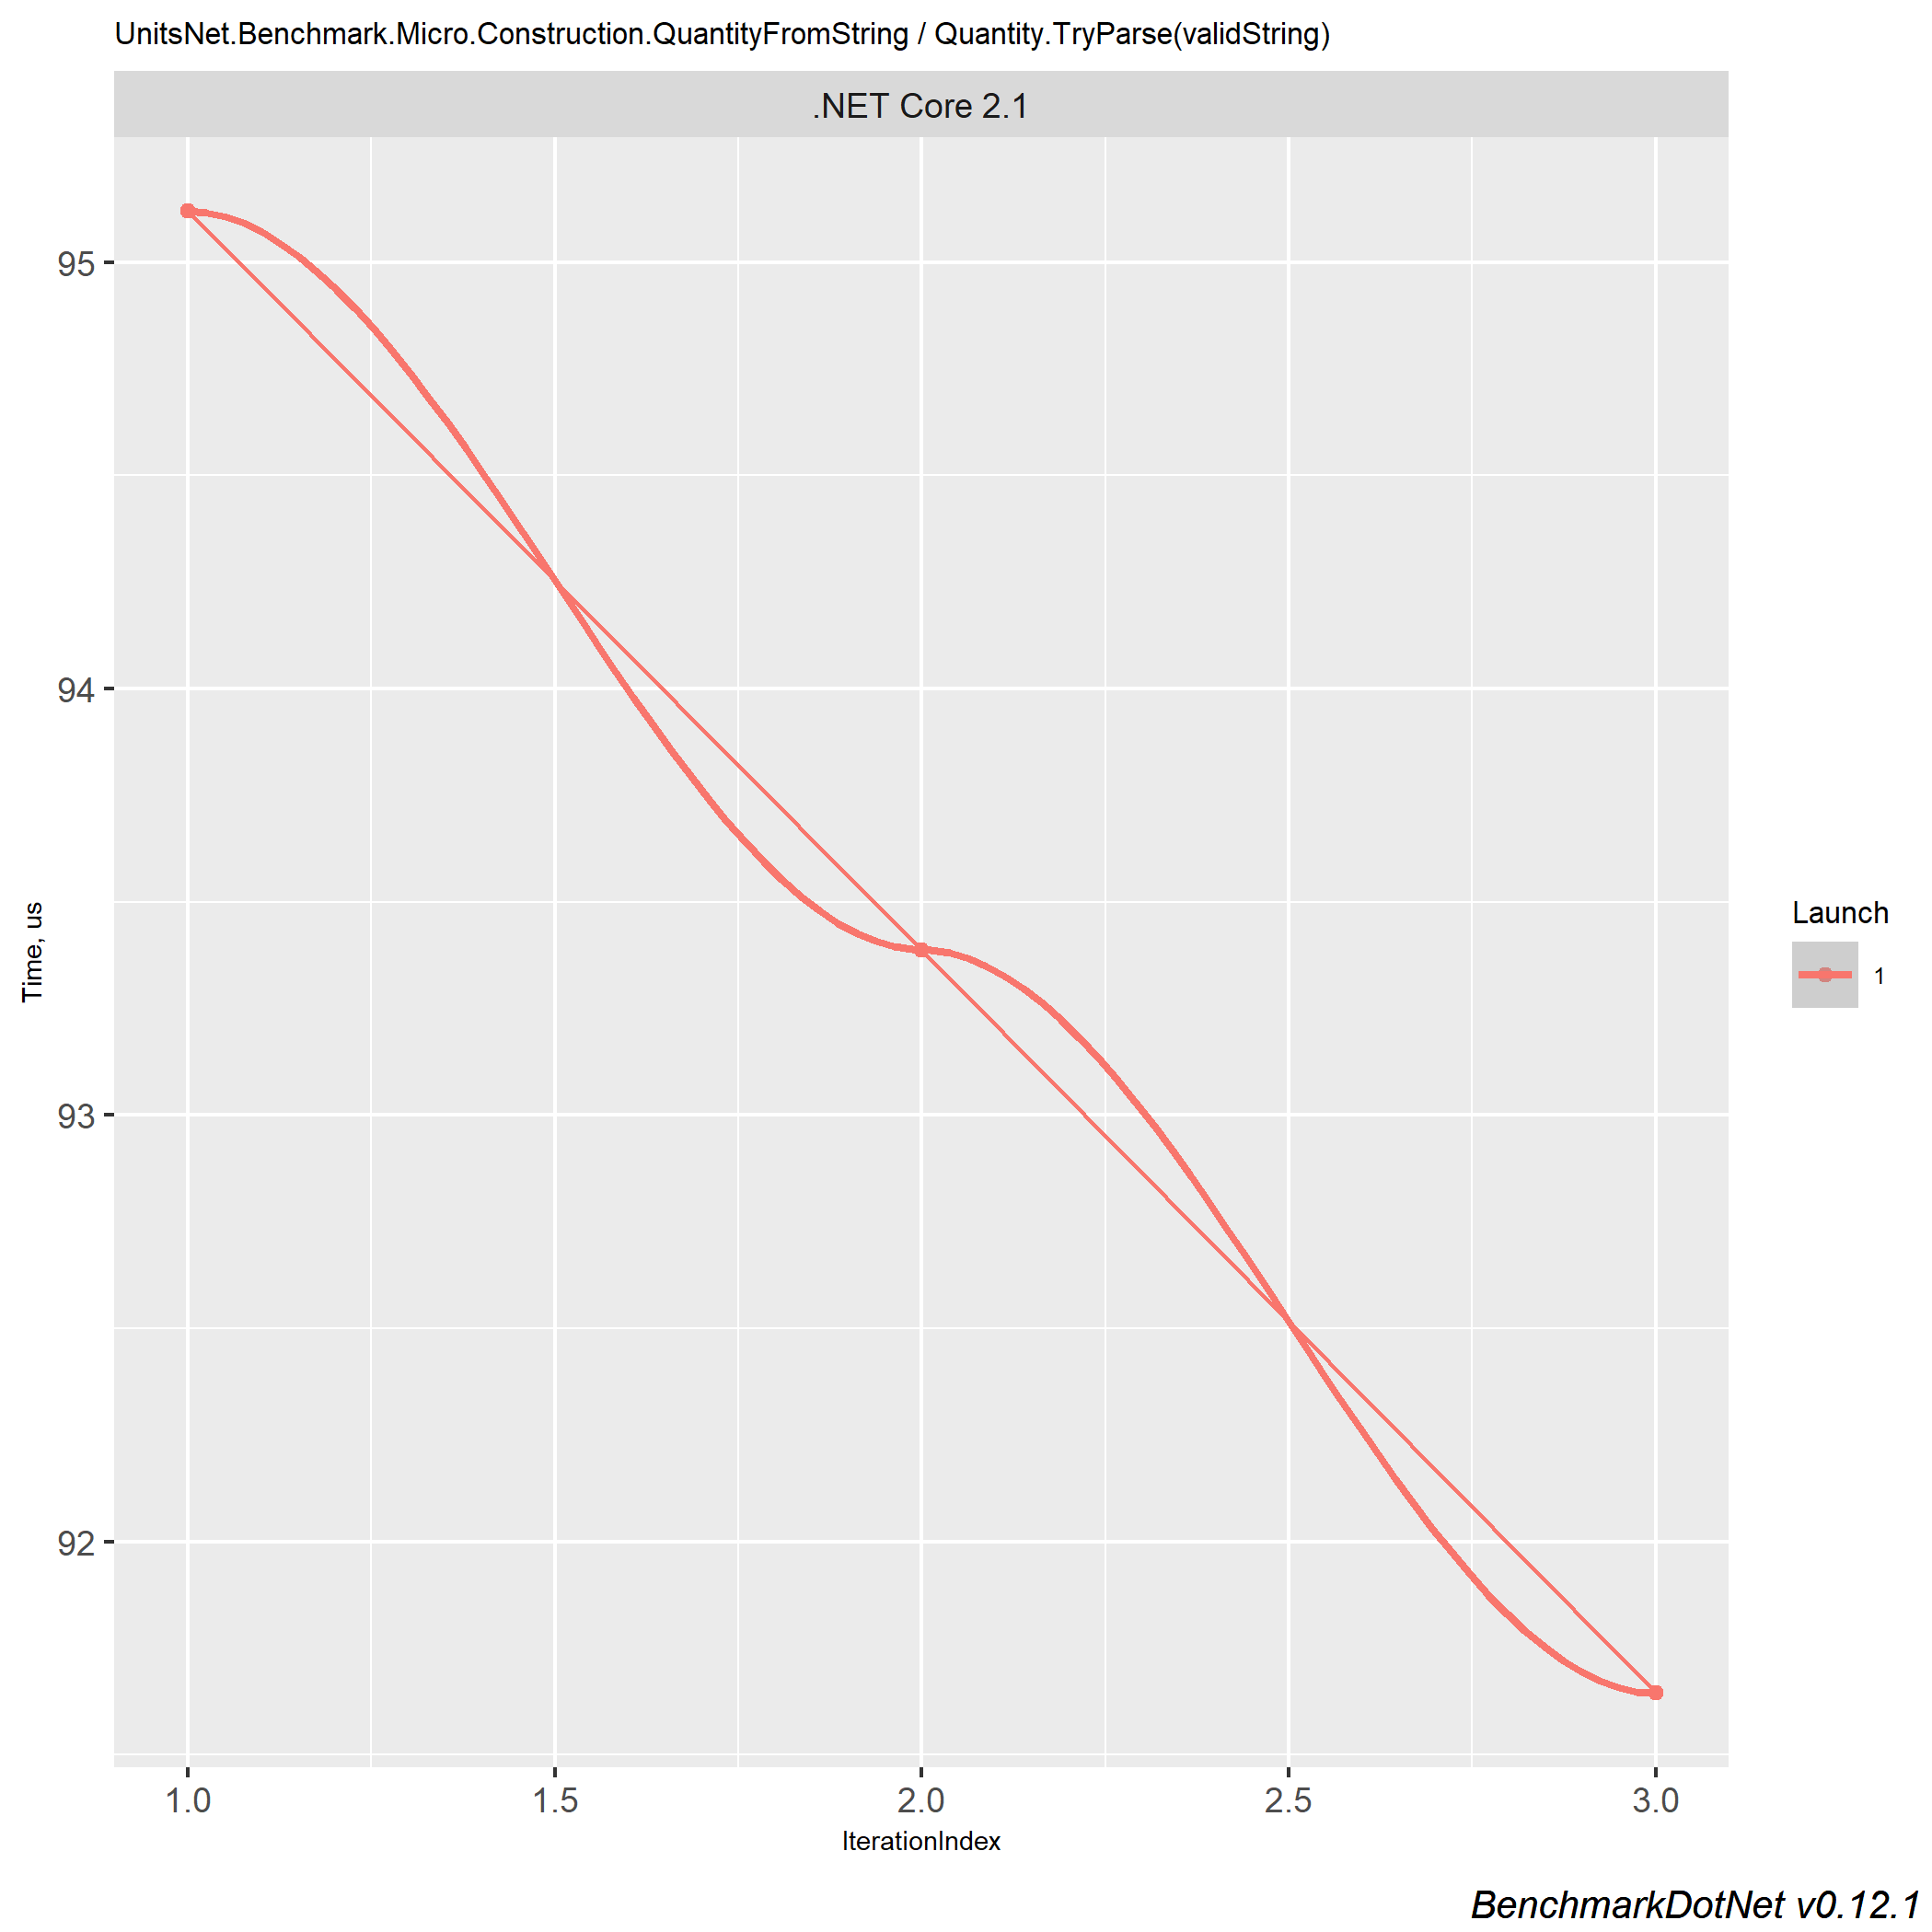 UnitsNet.Benchmark.Micro.Construction.QuantityFromString / Quantity.TryParse(validString)
.NET Core 2.1
95
94
93
92
Time, us
1.0 1.5 2.0 2.5 3.0
IterationIndex
Launch
1
BenchmarkDotNet v0.12.1